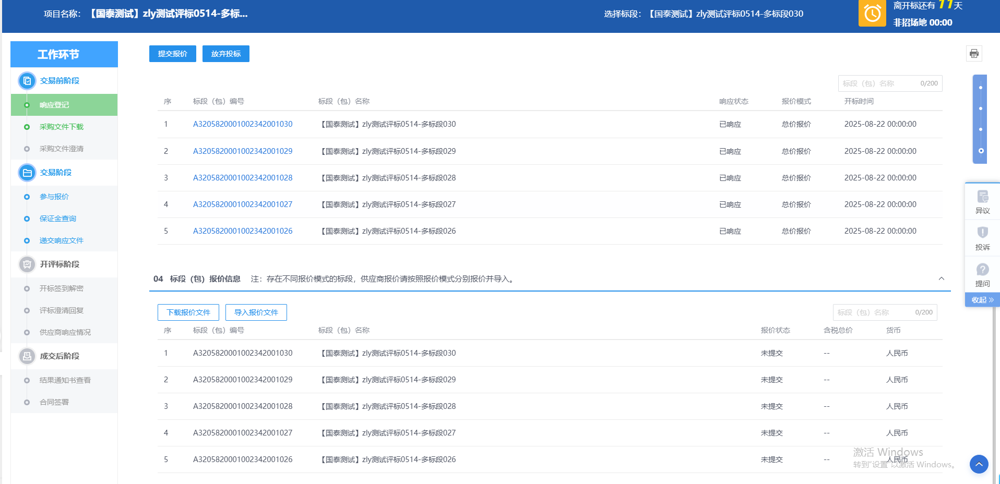 项目名称： 【国泰测试】zly测试评标0514-多标...
选择标段： 【国泰测试】zly测试评标0514-多标段030
离开标还有 11天
非招场地 00:00
工作环节
交易前阶段
响应登记
采购文件下载
采购文件澄清
交易阶段
参与报价
保证金查询
递交响应文件
开评标阶段
开标签到解密
评标澄清回复
供应商响应情况
成交后阶段
结果通知书查看
合同签署
提交报价 放弃投标
标段（包）名称 0/200
序 标段（包）编号 标段（包）名称 响应状态 报价模式 开标时间
1 A3205820001002342001030 【国泰测试】zly测试评标0514-多标段030 已响应 总价报价 2025-08-22 00:00:00
2 A3205820001002342001029 【国泰测试】zly测试评标0514-多标段029 已响应 总价报价 2025-08-22 00:00:00
3 A3205820001002342001028 【国泰测试】zly测试评标0514-多标段028 已响应 总价报价 2025-08-22 00:00:00
4 A3205820001002342001027 【国泰测试】zly测试评标0514-多标段027 已响应 总价报价 2025-08-22 00:00:00
5 A3205820001002342001026 【国泰测试】zly测试评标0514-多标段026 已响应 总价报价 2025-08-22 00:00:00
04 标段（包）报价信息 注：存在不同报价模式的标段，供应商报价请按照报价模式分别报价并导入。
下载报价文件 导入报价文件
标段（包）名称 0/200
序 标段（包）编号 标段（包）名称 报价状态 含税总价 货币
1 A3205820001002342001030 【国泰测试】zly测试评标0514-多标段030 未提交 -- 人民币
2 A3205820001002342001029 【国泰测试】zly测试评标0514-多标段029 未提交 -- 人民币
3 A3205820001002342001028 【国泰测试】zly测试评标0514-多标段028 未提交 -- 人民币
4 A3205820001002342001027 【国泰测试】zly测试评标0514-多标段027 未提交 -- 人民币
5 A3205820001002342001026 【国泰测试】zly测试评标0514-多标段026 未提交 -- 人民币
异议
投诉
提问
收起
激活 Windows
转到"设置"以激活 Windows。